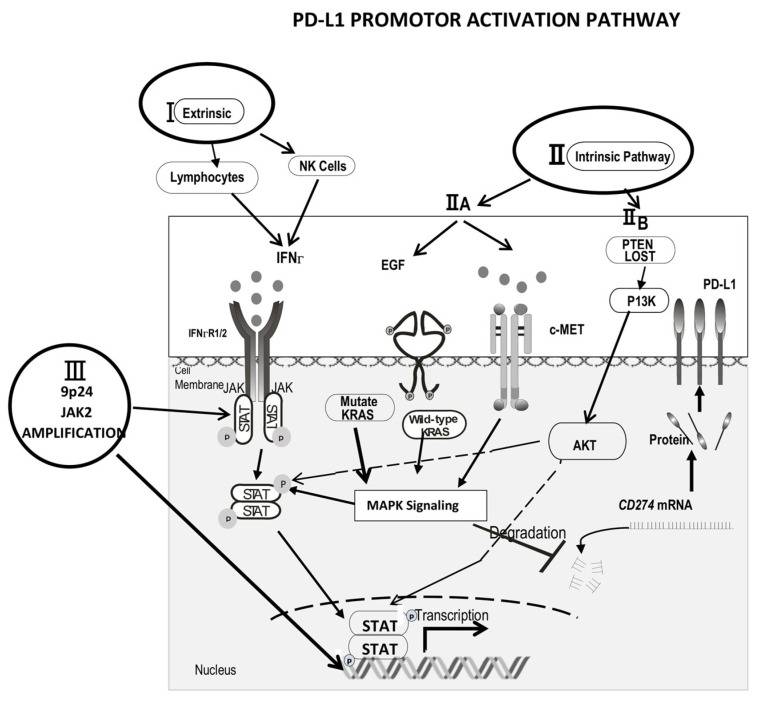 PD-L1 PROMOTOR ACTIVATION PATHWAY
I Extrinsic
Lymphocytes
NK Cells
II Intrinsic Pathway
IIA
IIB
PTEN
LOST
P13K
PD-L1
IFNΓ
EGF
c-MET
IFNΓR1/2
P
P
Cell
Membrane
JAK
JAK
STAT
STAT
P
P
P
P
III
9p24
JAK2
AMPLIFICATION
Mutate
KRAS
Wild-type
KRAS
AKT
Protein
STAT
STAT
P
P
MAPK Signaling
CD274 mRNA
Degradation
STAT
STAT
P
P
Transcription
Nucleus